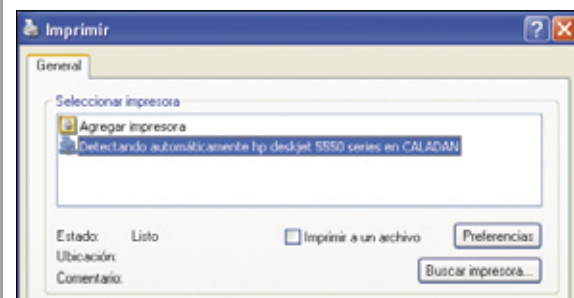 Imprimir
General
Seleccionar impresora
Agregar impresora
Detectando automáticamente hp deskjet 5550 series en CALADAN
Estado: Listo
Imprimir a un archivo
Preferencias
Ubicación:
Comentario:
Buscar impresora...